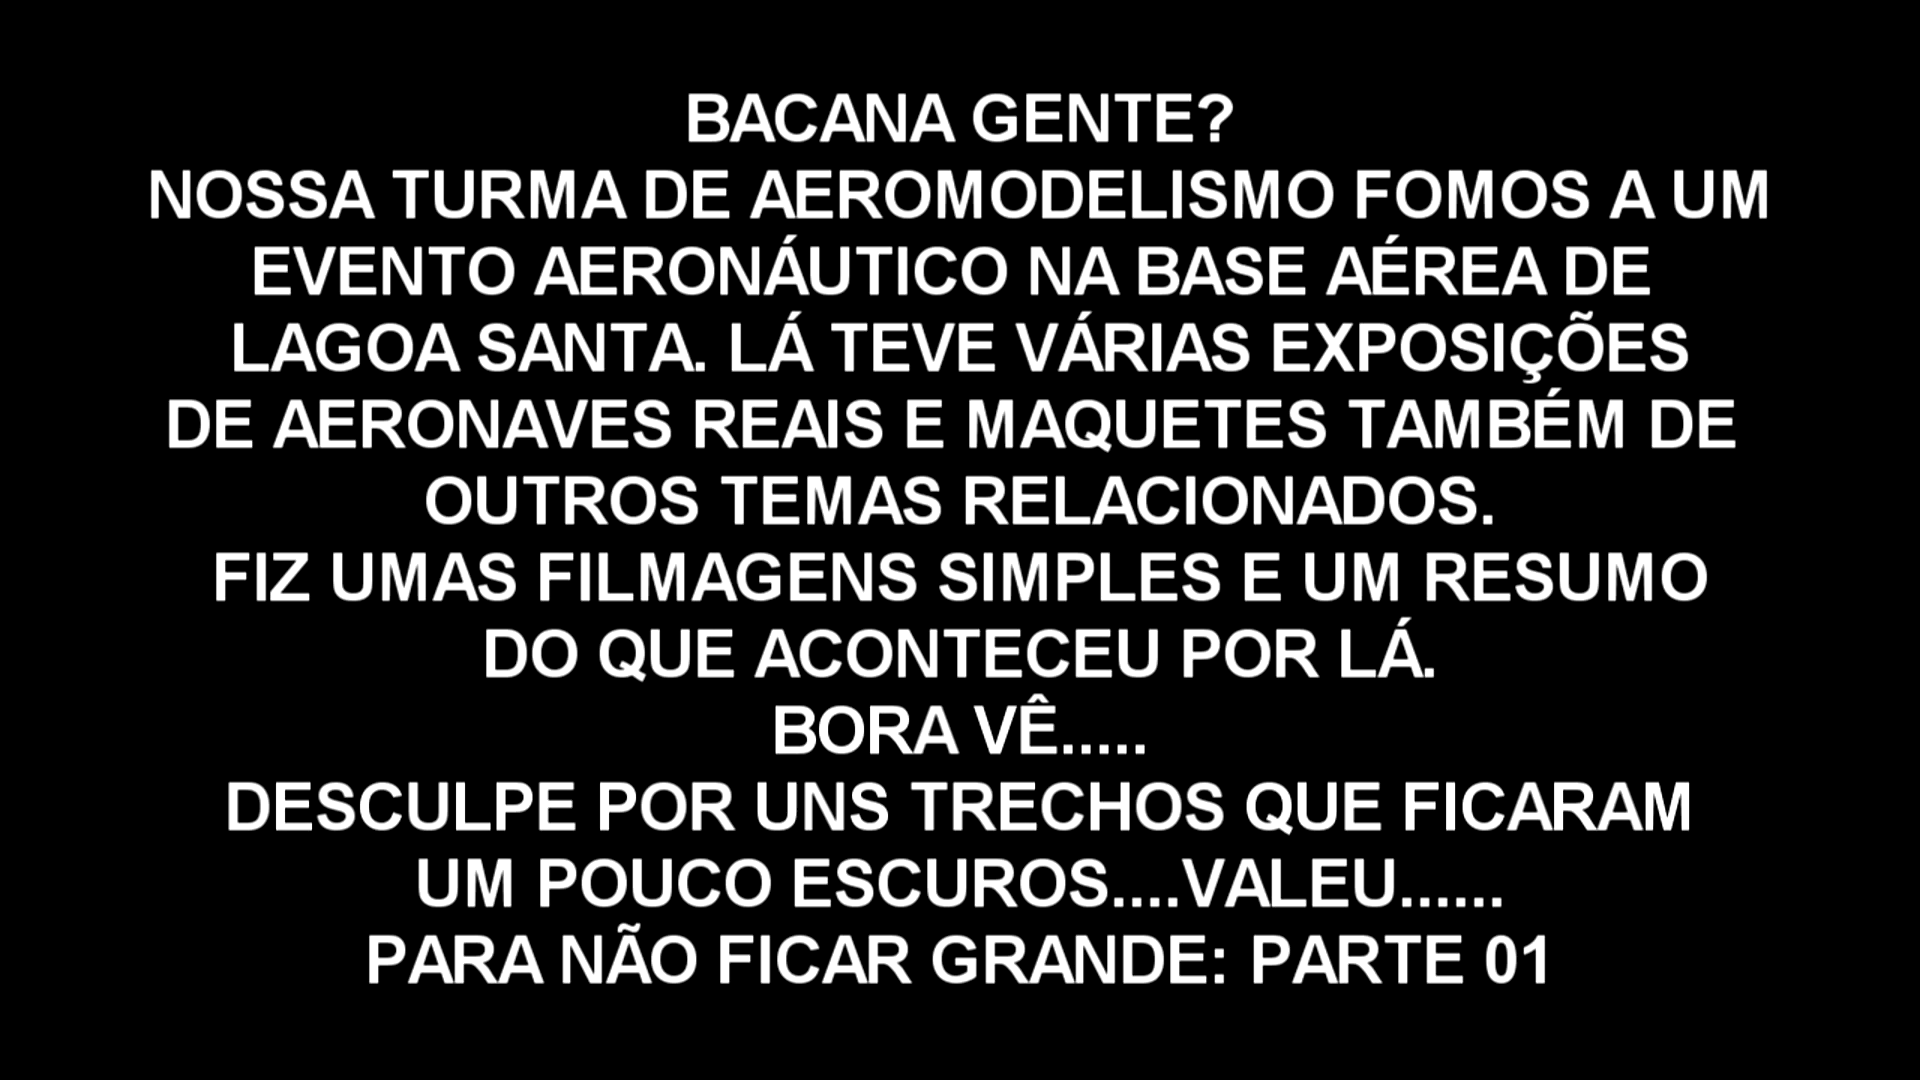 BACANA GENTE?
NOSSA TURMA DE AEROMODELISMO FOMOS A UM
EVENTO AERONÁUTICO NA BASE AÉREA DE
LAGOA SANTA. LÁ TEVE VÁRIAS EXPOSIÇÕES
DE AERONAVES REAIS E MAQUETES TAMBÉM DE
OUTROS TEMAS RELACIONADOS.
FIZ UMAS FILMAGENS SIMPLES E UM RESUMO
DO QUE ACONTECEU POR LÁ.
BORA VÊ.....
DESCULPE POR UNS TRECHOS QUE FICARAM
UM POUCO ESCUROS....VALEU......
PARA NÃO FICAR GRANDE: PARTE 01